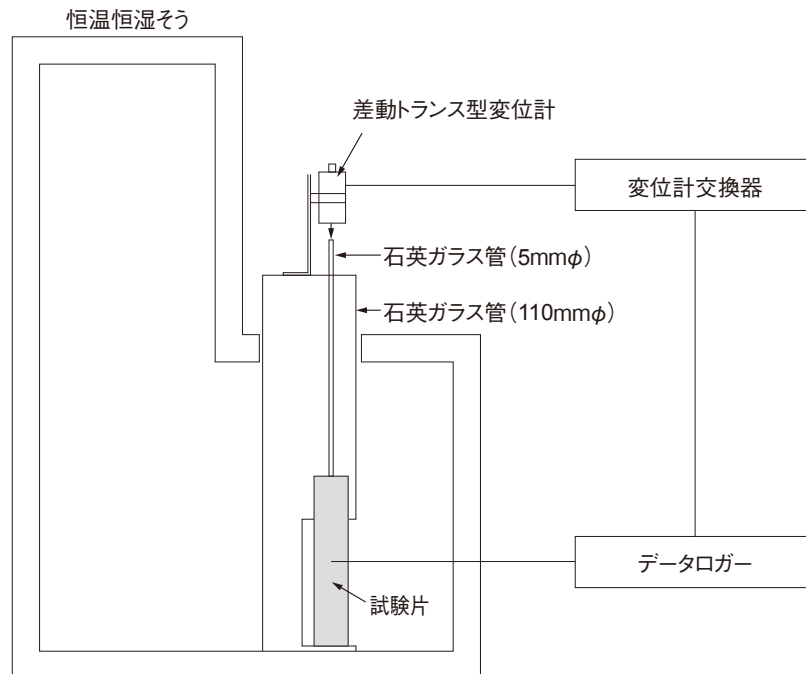 恒温恒湿そう
差動トランス型変位計
変位計交換器
石英ガラス管（5mmφ）
石英ガラス管（110mmφ）
データロガー
試験片